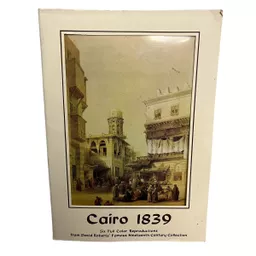 Cairo 1839
Six Full Color Reproductions
from David Roberts' Famous Nineteenth Century Collection